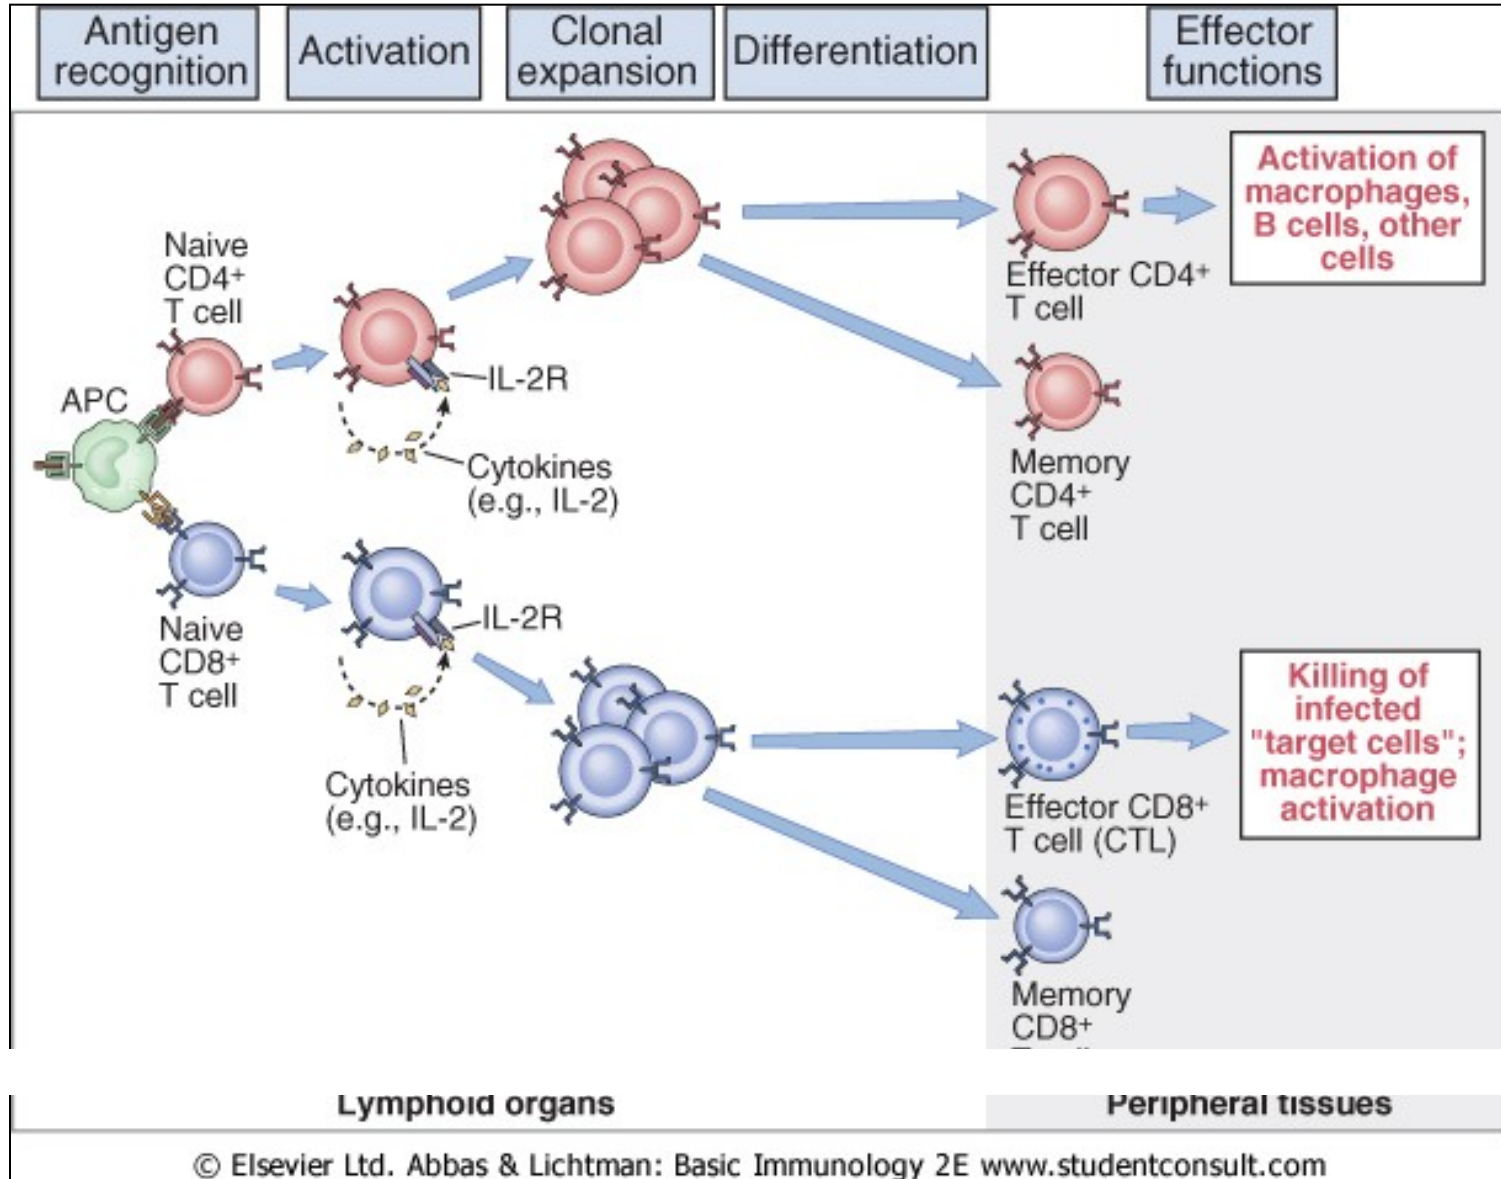 Antigen
recognition
Activation
Clonal
expansion
Differentiation
Effector
functions
Activation of
macrophages,
B cells, other
cells
Naive
CD4+
T cell
Effector CD4+
T cell
IL-2R
APC
Cytokines
(e.g., IL-2)
Memory
CD4+
T cell
Naive
CD8+
T cell
IL-2R
Cytokines
(e.g., IL-2)
Killing of
infected
"target cells";
macrophage
activation
Effector CD8+
T cell (CTL)
Memory
CD8+
Lymphoid organs
Peripheral tissues
© Elsevier Ltd. Abbas & Lichtman: Basic Immunology 2E www.studentconsult.com